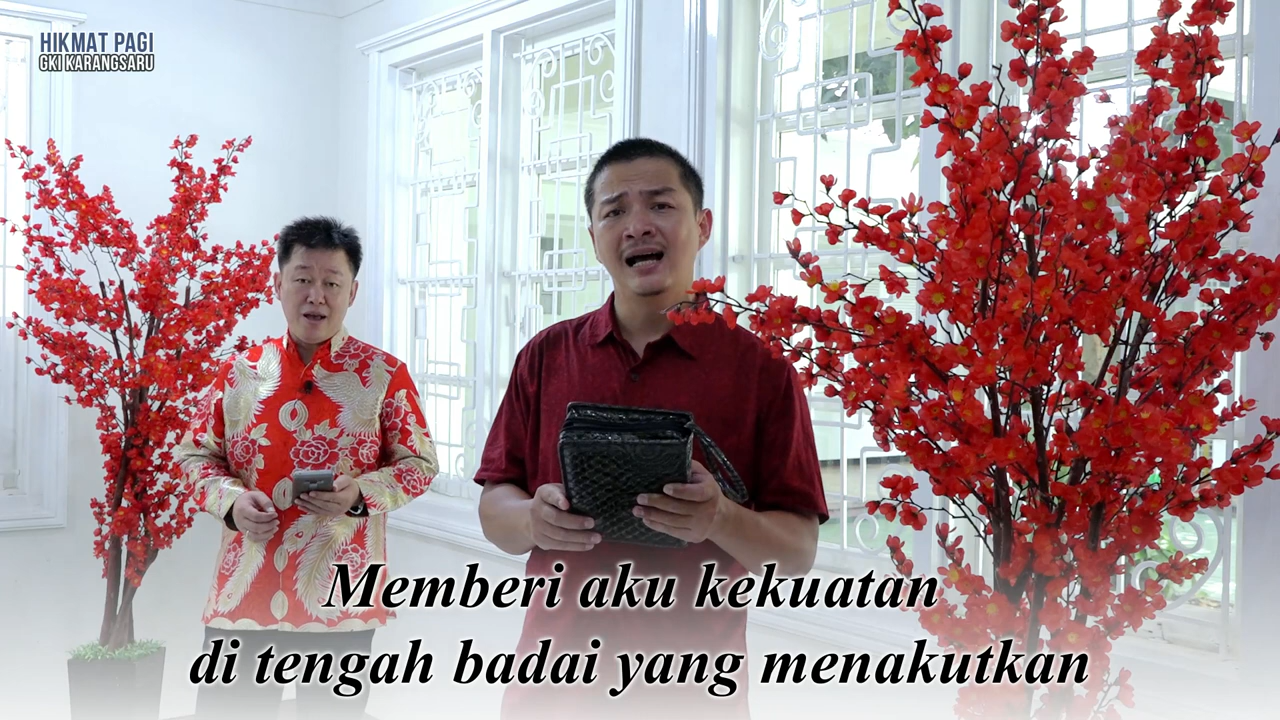 HIKMAT PAGI
GKI KARANGSARU
Memberi aku kekuatan
di tengah badai yang menakutkan